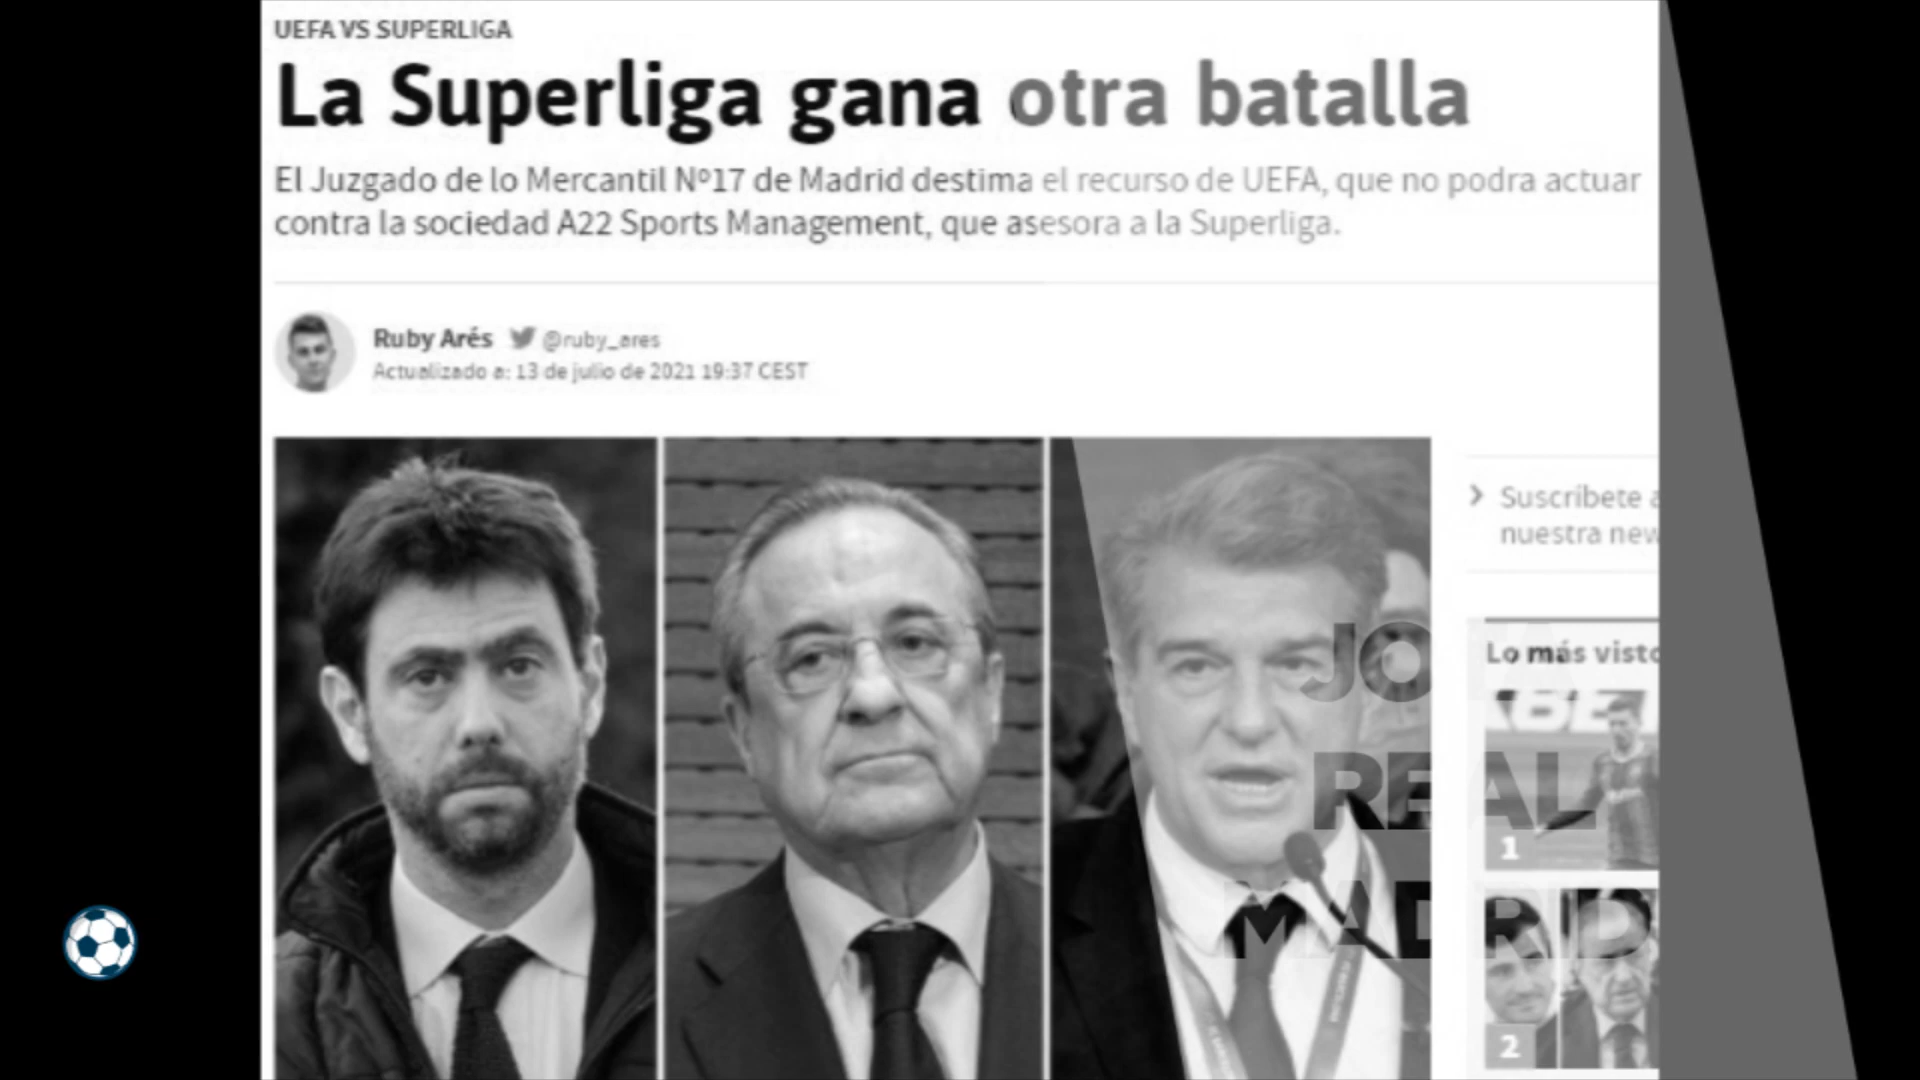 UEFA VS SUPERLIGA
La Superliga gana otra batalla
El Juzgado de lo Mercantil Nº17 de Madrid destima el recurso de UEFA, que no podra actuar
contra la sociedad A22 Sports Management, que asesora a la Superliga.
Ruby Arés @ruby_ares
Actualizado a: 13 de julio de 2021 19:37 CEST
Suscríbete a
nuestra new
Lo más visto
1
REAL
MADRID
2